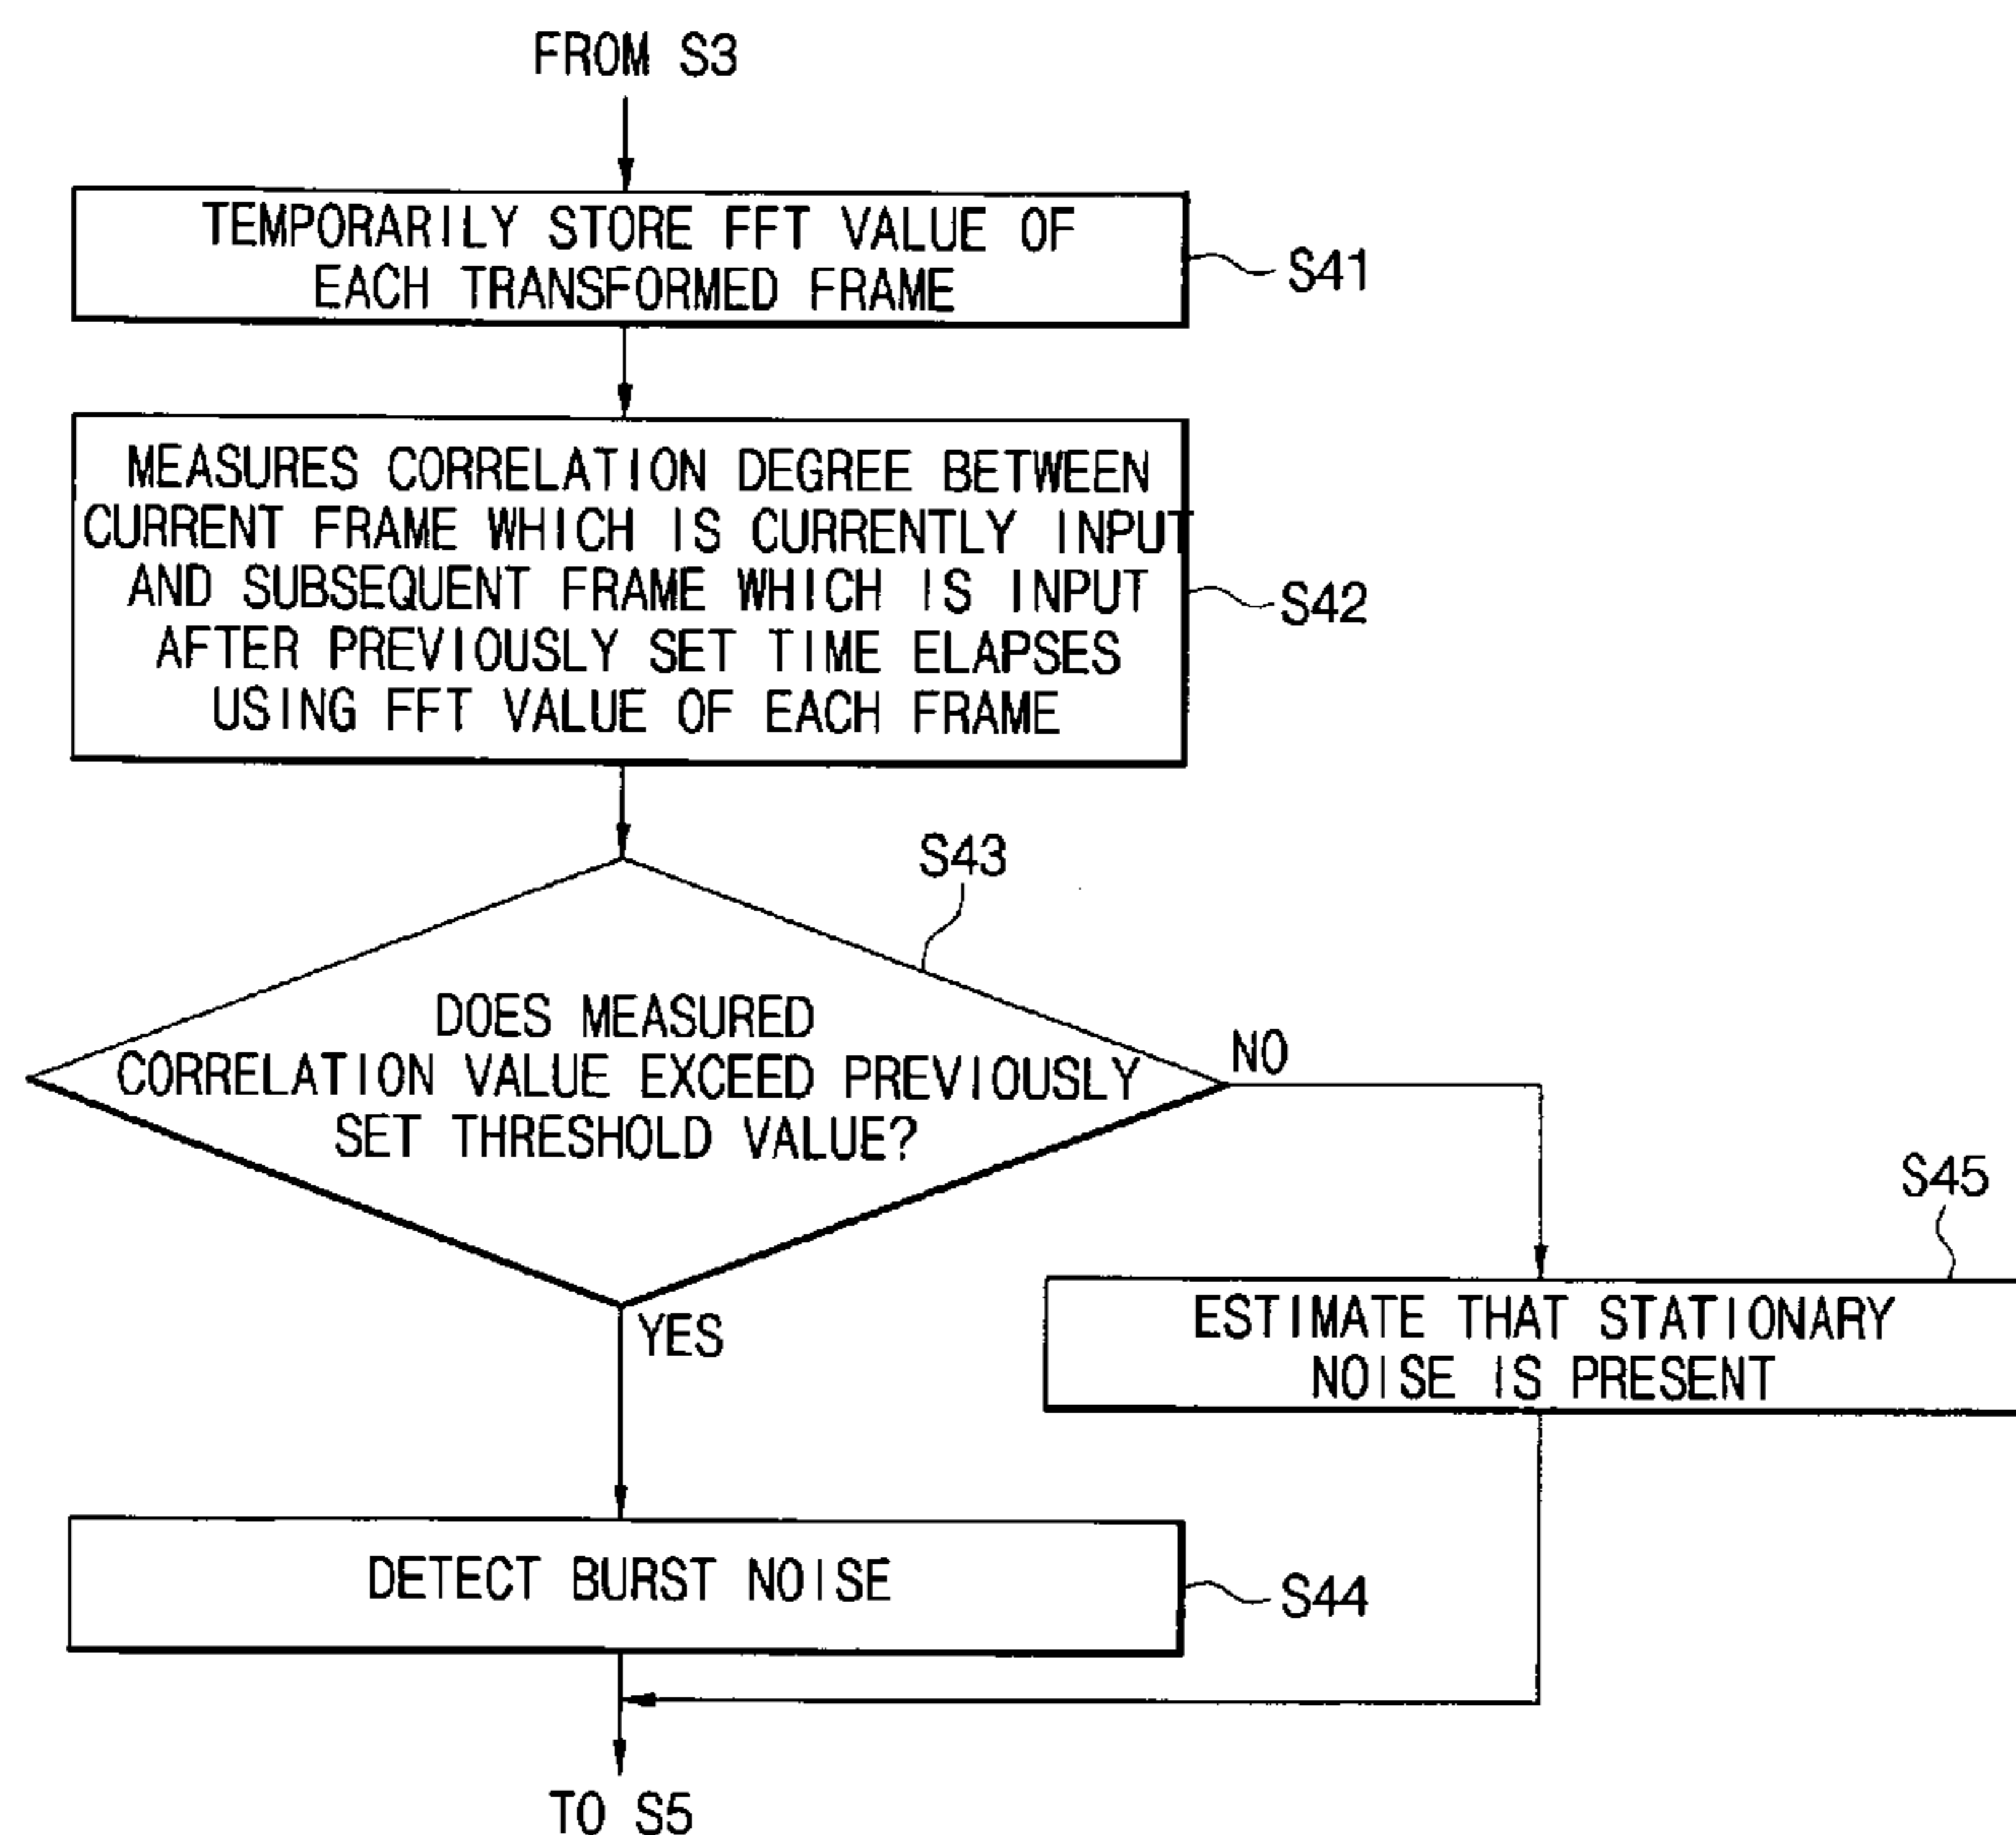 FROM S3
TEMPORARILY STORE FFT VALUE OF
EACH TRANSFORMED FRAME
S41
MEASURES CORRELATION DEGREE BETWEEN
CURRENT FRAME WHICH IS CURRENTLY INPUT
AND SUBSEQUENT FRAME WHICH IS INPUT
AFTER PREVIOUSLY SET TIME ELAPSES
USING FFT VALUE OF EACH FRAME
S42
S43
DOES MEASURED
CORRELATION VALUE EXCEED PREVIOUSLY
SET THRESHOLD VALUE?
NO
YES
S45
ESTIMATE THAT STATIONARY
NOISE IS PRESENT
DETECT BURST NOISE
S44
TO S5